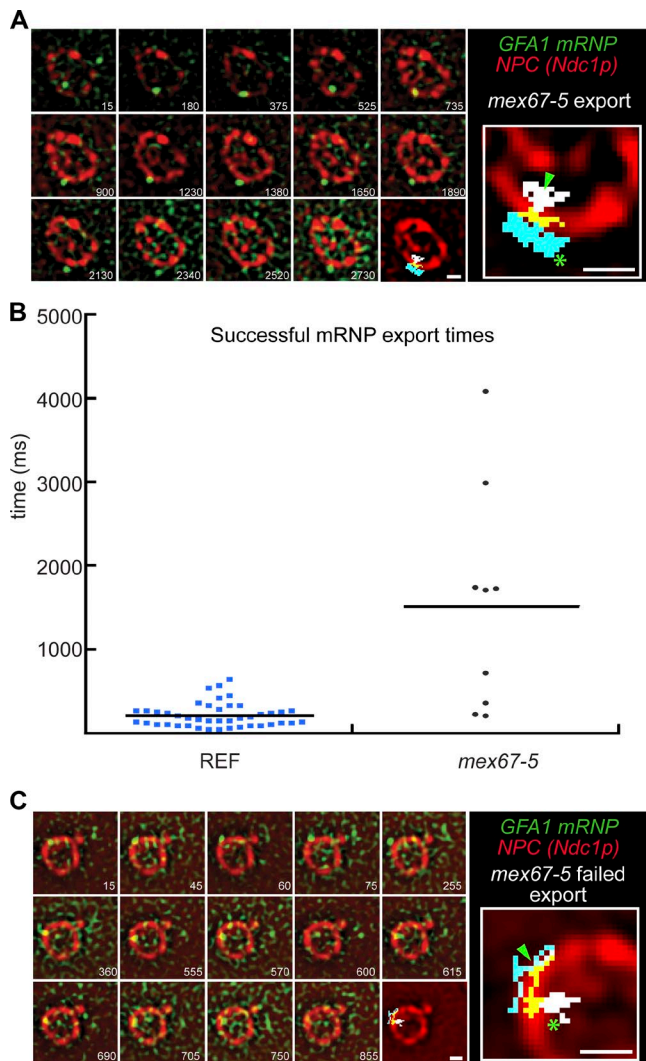 A
15
180
375
525
735
900
1230
1380
1650
1890
2130
2340
2520
2730
GFA1 mRNP
NPC (Ndc1p)
mex67-5 export
*
B
Successful mRNP export times
time (ms)
5000
4000
3000
2000
1000
REF
mex67-5
C
15
45
60
75
255
360
555
570
600
615
690
705
750
855
GFA1 mRNP
NPC (Ndc1p)
mex67-5 failed
export
*